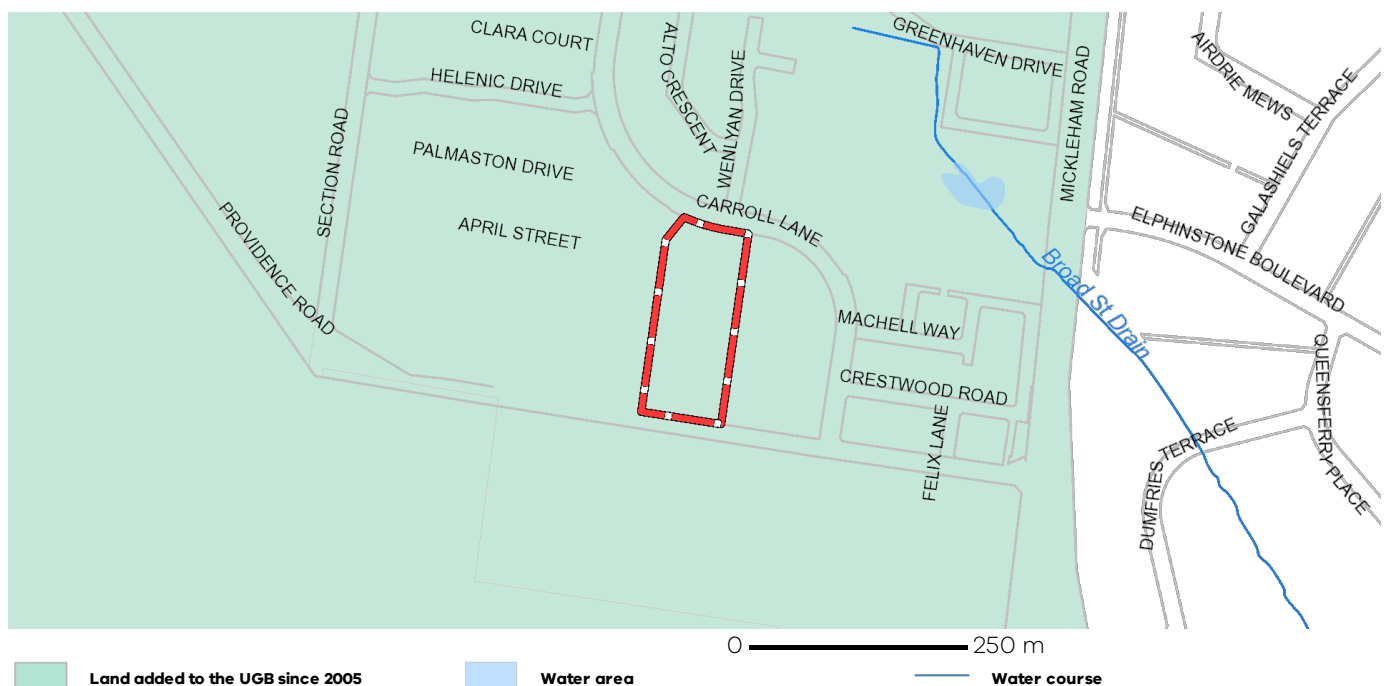 CLARA COURT
ALTO CRESCENT
WENLYAN DRIVE
GREENHAVEN DRIVE
MICKLEHAM ROAD
AIRDRIE MEWS
GALASHIELS TERRACE
HELENIC DRIVE
SECTION ROAD
PALMASTON DRIVE
APRIL STREET
PROVIDENCE ROAD
CARROLL LANE
ELPHINSTONE BOULEVARD
Broad St Drain
MACHELL WAY
CRESTWOOD ROAD
FELIX LANE
QUEENSFERRY PLACE
DUMFRIES TERRACE
0 250 m
Land added to the UGB since 2005
Water area
Water course